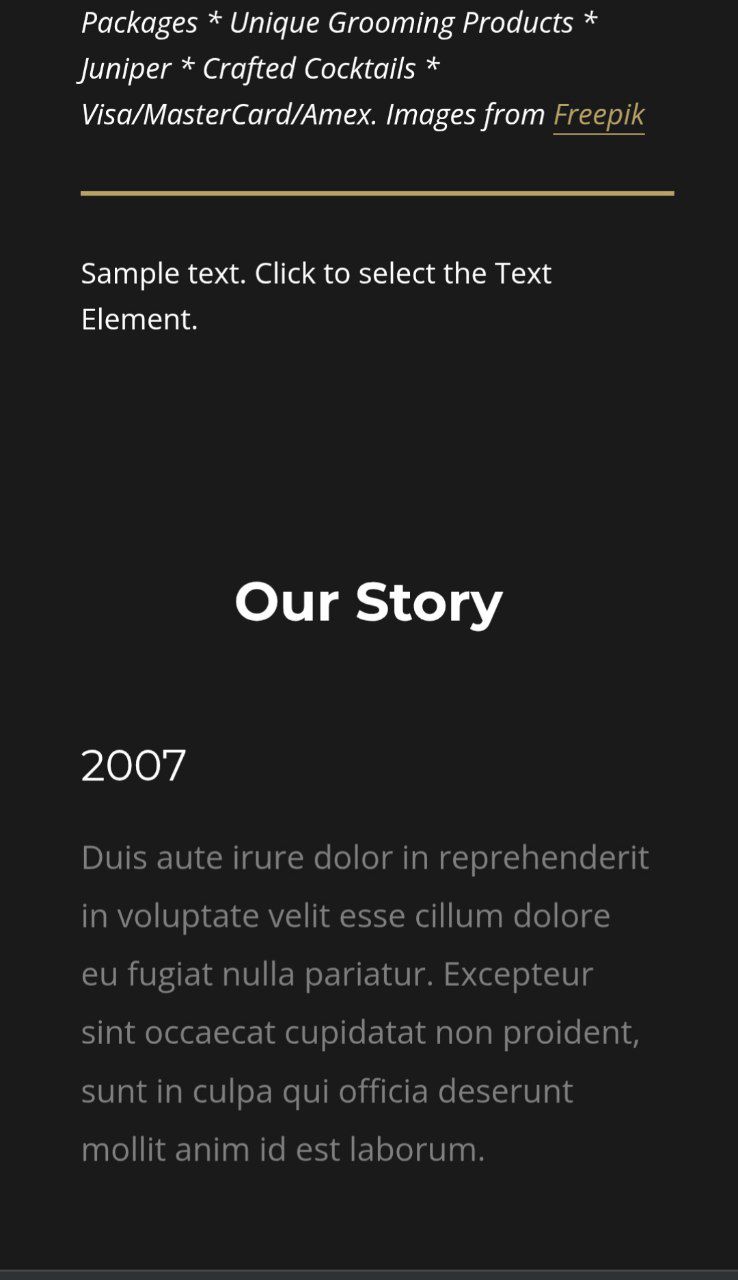 Packages * Unique Grooming Products *
Juniper * Crafted Cocktails *
Visa/MasterCard/Amex. Images from Freepik
Sample text. Click to select the Text
Element.
Our Story
2007
Duis aute irure dolor in reprehenderit
in voluptate velit esse cillum dolore
eu fugiat nulla pariatur. Excepteur
sint occaecat cupidatat non proident,
sunt in culpa qui officia deserunt
mollit anim id est laborum.